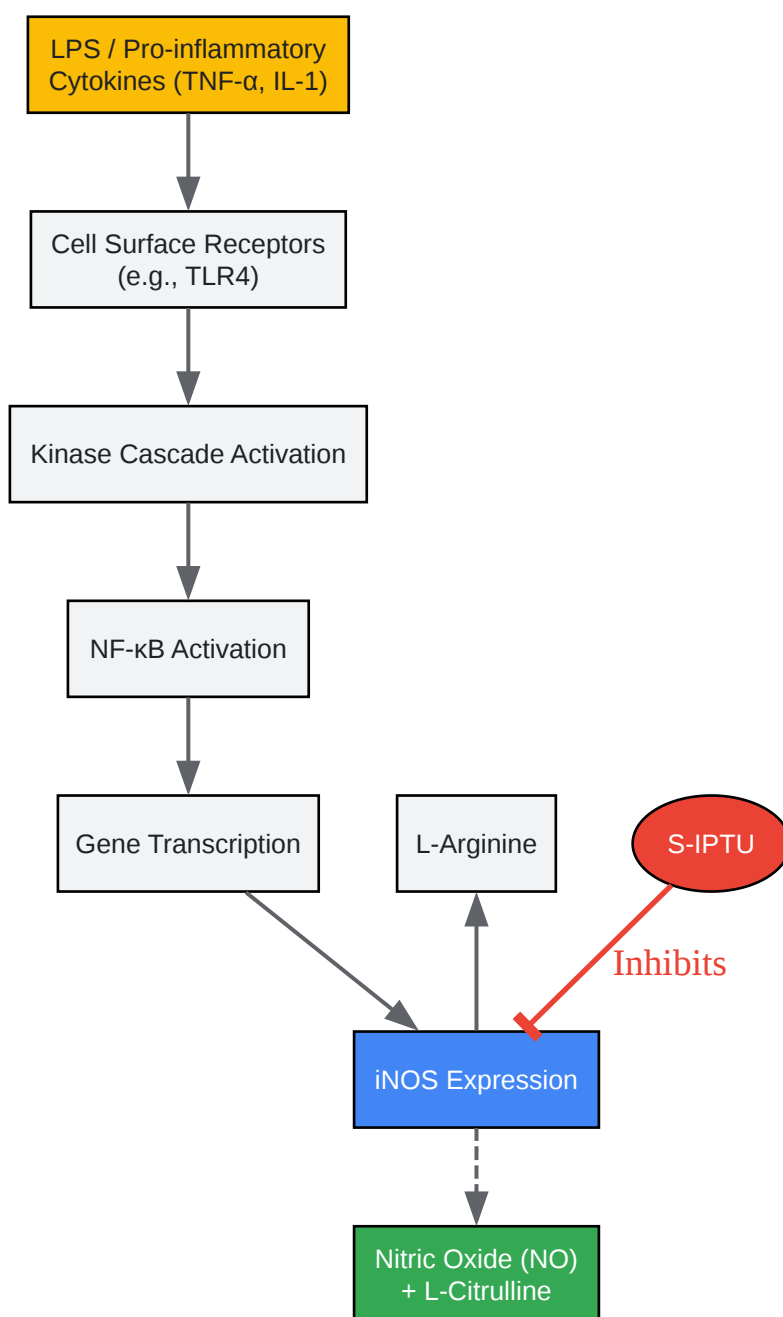 LPS / Pro-inflammatory
Cytokines (TNF-α, IL-1)
Cell Surface Receptors
(e.g., TLR4)
Kinase Cascade Activation
NF-κB Activation
Gene Transcription
L-Arginine
S-IPTU
Inhibits
iNOS Expression
Nitric Oxide (NO)
+ L-Citrulline